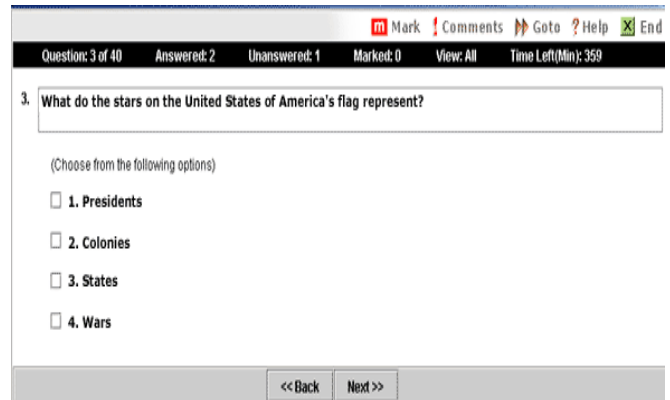 m Mark ! Comments Goto ? Help X End
Question: 3 of 40 Answered: 2 Unanswered: 1 Marked: 0 View: All Time Left(Min): 359
3. What do the stars on the United States of America's flag represent?
(Choose from the following options)
1. Presidents
2. Colonies
3. States
4. Wars
<< Back Next >>